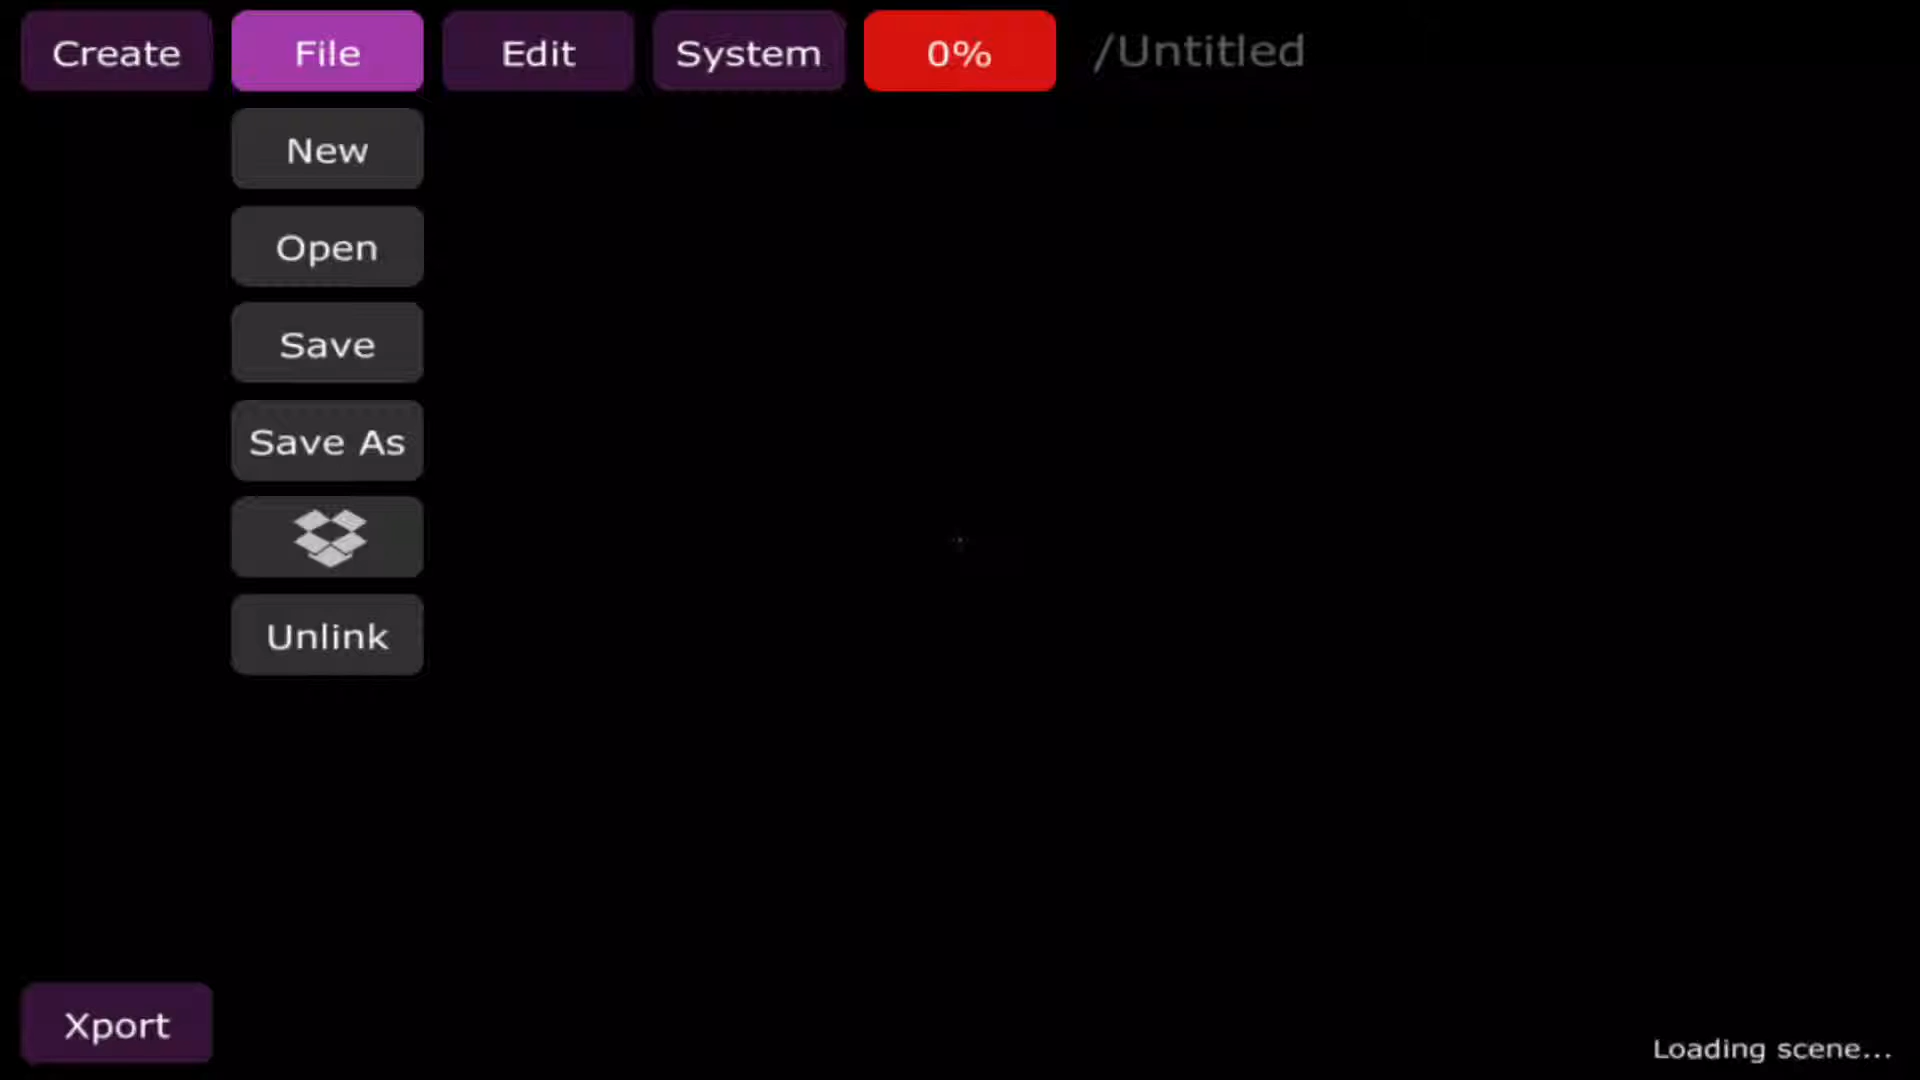 Create File Edit System 0% /Untitled
New
Open
Save
Save As
Unlink
Xport
Loading scene...